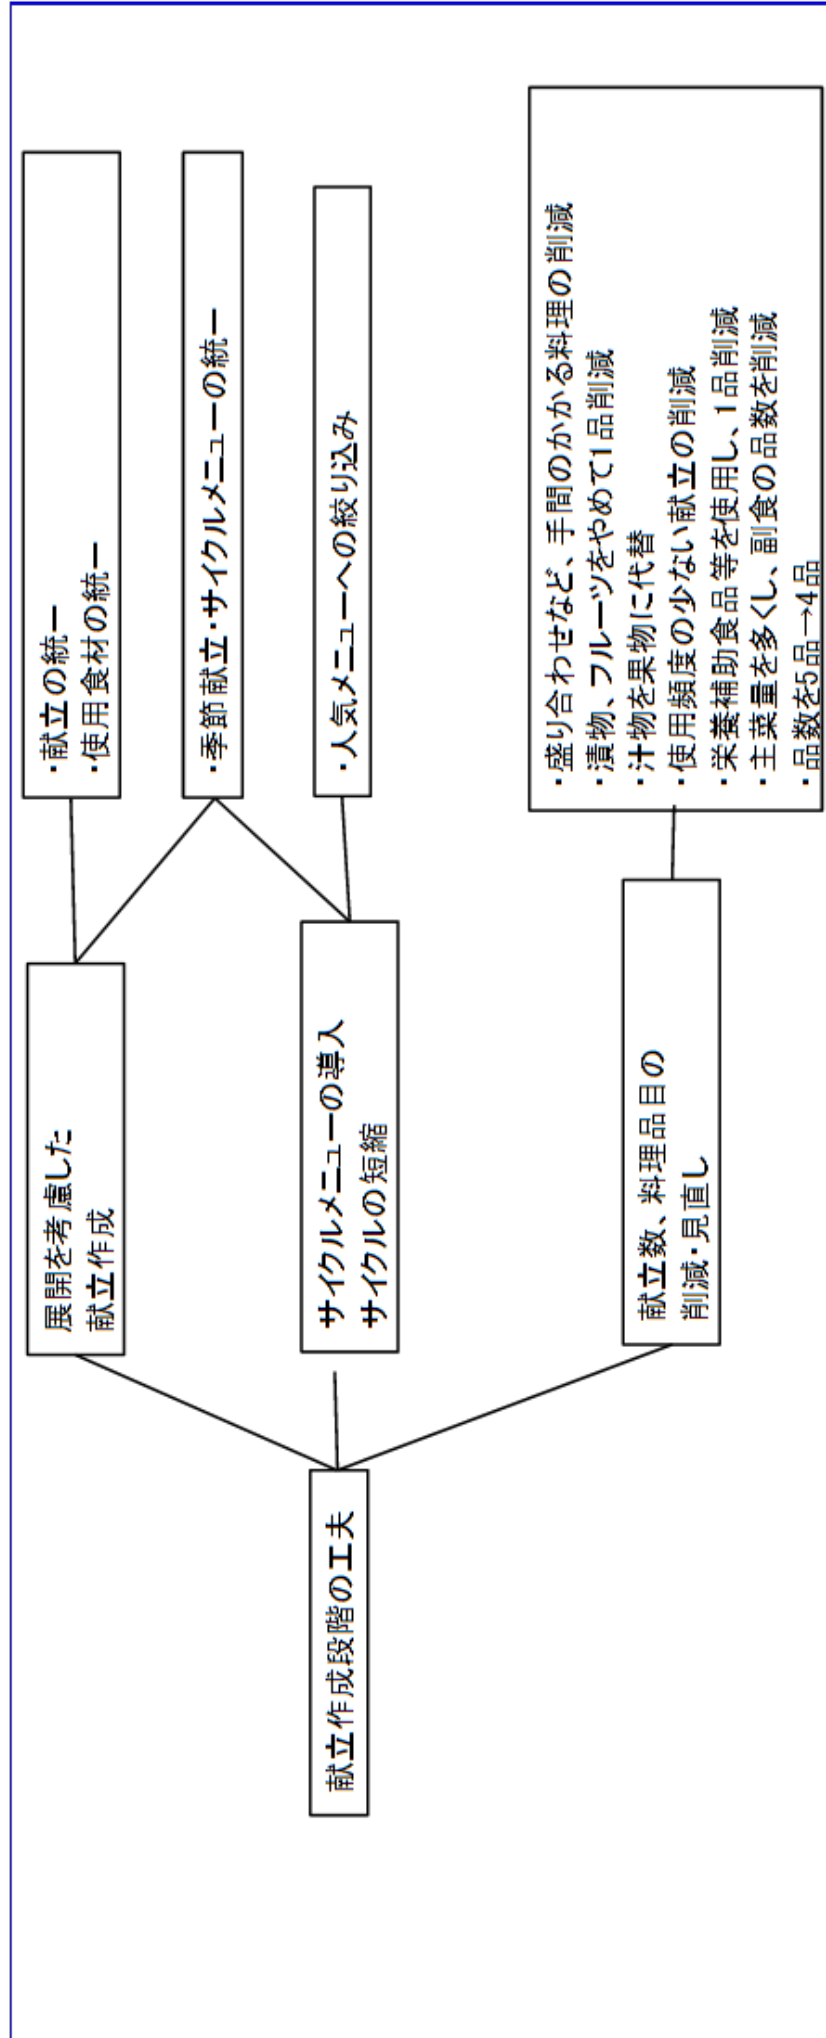 献立作成段階の工夫
展開を考慮した
献立作成
サイクルメニューの導入
サイクルの短縮
献立数、料理品目の
削減・見直し
・献立の統一
・使用食材の統一
・季節献立・サイクルメニューの統一
・人気メニューへの絞り込み
・盛り合わせなど、手間のかかる料理の削減
・漬物、フルーツをやめて1品削減
・汁物を果物に代替
・使用頻度の少ない献立の削減
・栄養補助食品等を使用し、1品削減
・主菜量を多くし、副食の品数を削減
・品数を5品→4品